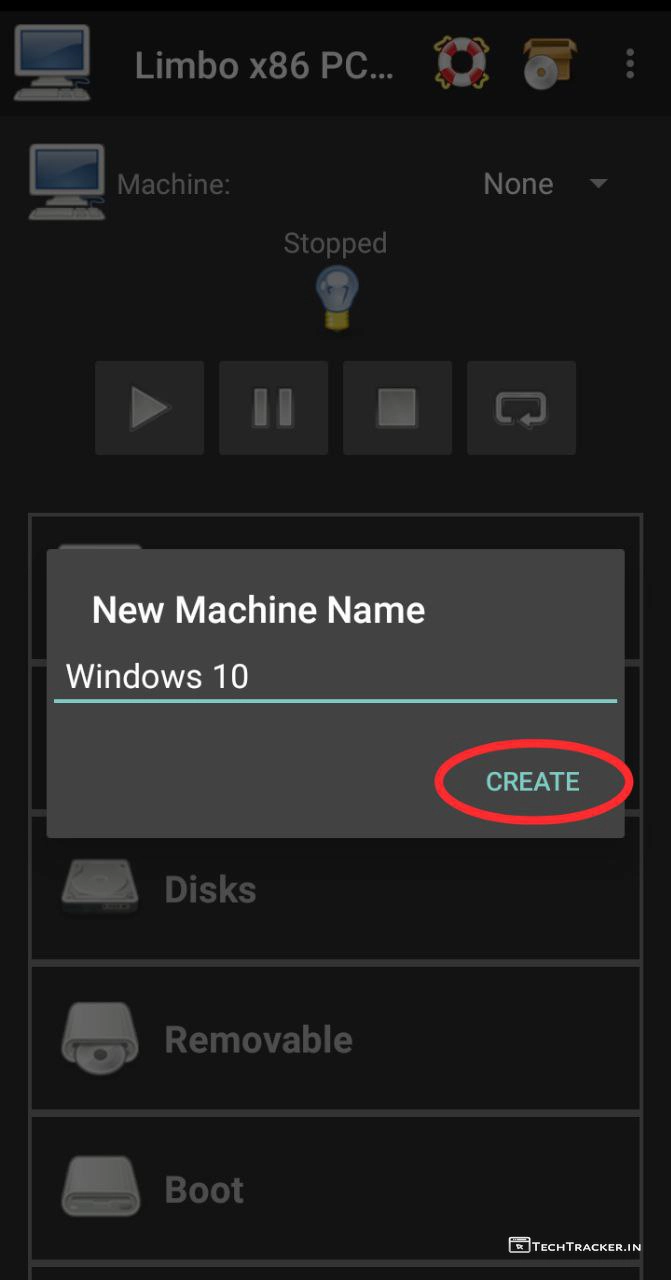 Limbo x86 PC...
Machine:
None
Stopped
New Machine Name
Windows 10
CREATE
Disks
Removable
Boot
TECHTRACKER.IN